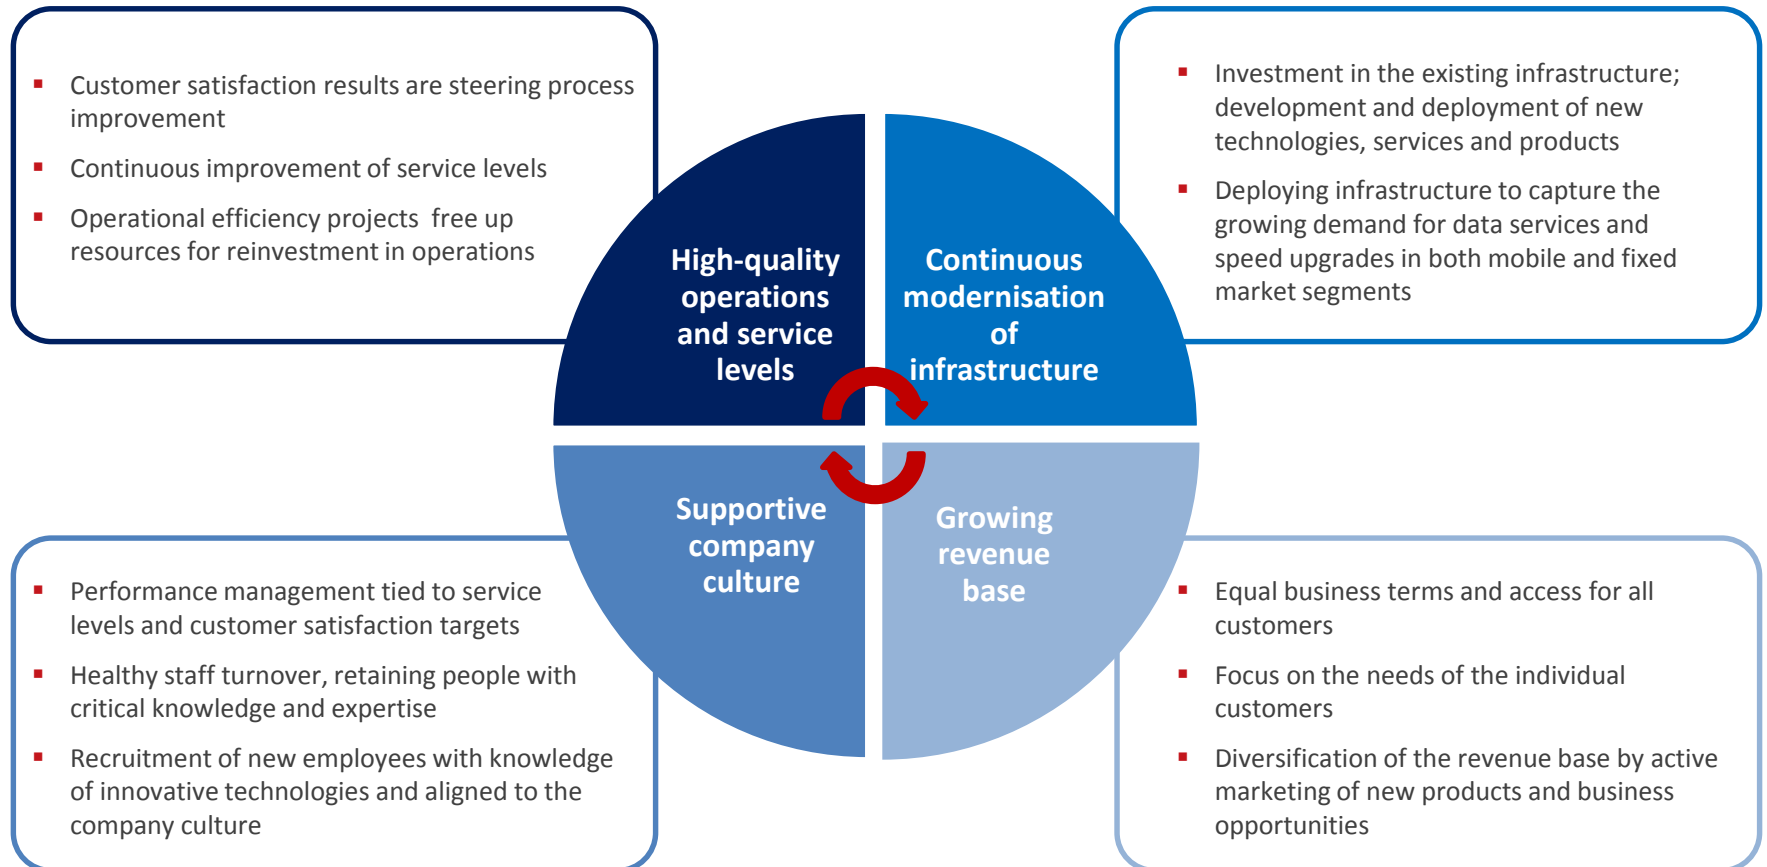 ▪ Customer satisfaction results are steering process
improvement
▪ Continuous improvement of service levels
▪ Operational efficiency projects  free up
resources for reinvestment in operations
▪ Investment in the existing infrastructure;
development and deployment of new
technologies, services and products
▪ Deploying infrastructure to capture the
growing demand for data services and
speed upgrades in both mobile and fixed
market segments
High-quality
operations
and service
levels
Continuous
modernisation
of
infrastructure
Supportive
company
culture
Growing
revenue
base
▪ Performance management tied to service
levels and customer satisfaction targets
▪ Healthy staff turnover, retaining people with
critical knowledge and expertise
▪ Recruitment of new employees with knowledge
of innovative technologies and aligned to the
company culture
▪ Equal business terms and access for all
customers
▪ Focus on the needs of the individual
customers
▪ Diversification of the revenue base by active
marketing of new products and business
opportunities